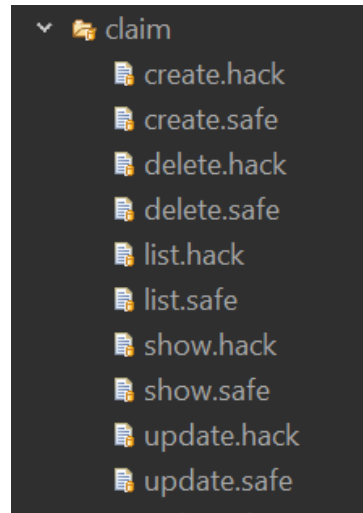 claim
create.hack
create.safe
delete.hack
delete.safe
list.hack
list.safe
show.hack
show.safe
update.hack
update.safe